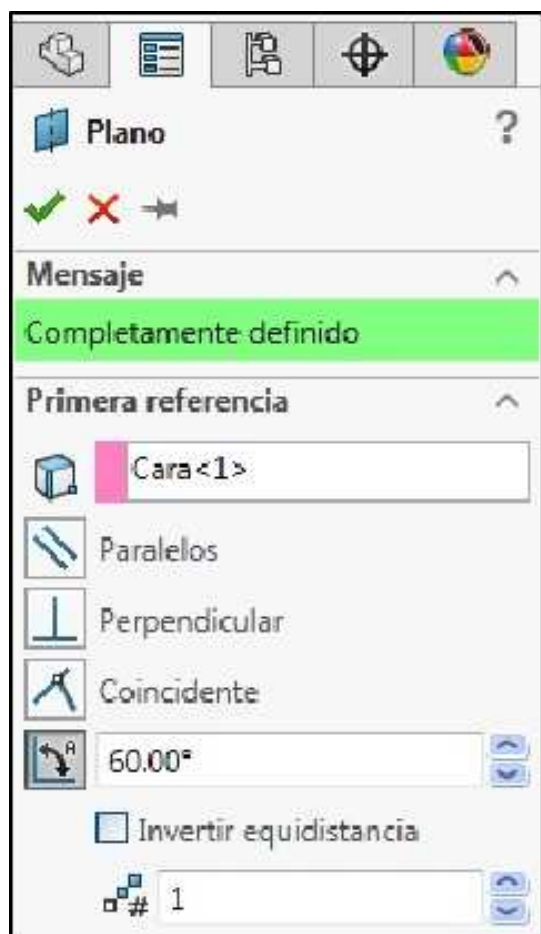 Plano ?
Mensaje
Completamente definido
Primera referencia
Cara<1>
Paralelos
Perpendicular
Coincidente
60.00°
Invertir equidistancia
# 1